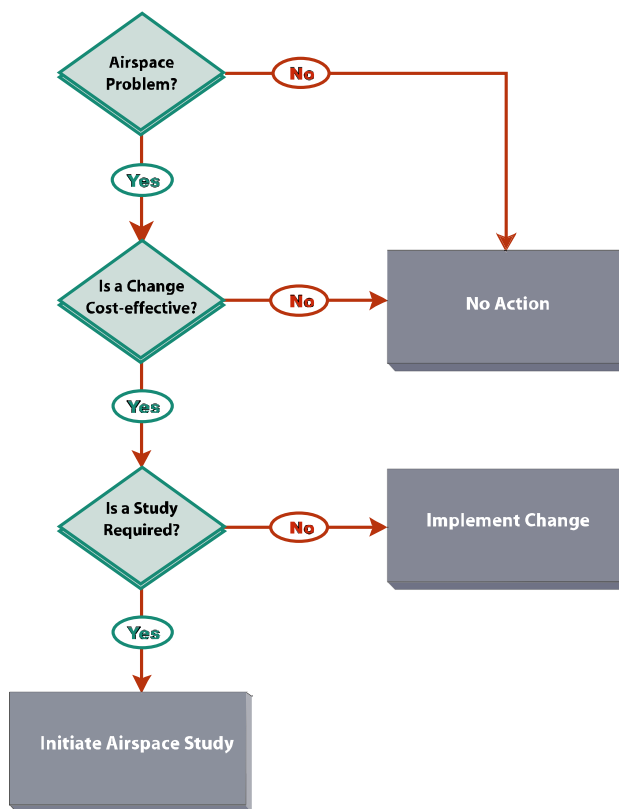 Airspace
Problem?
No
Yes
Is a Change
Cost-effective?
No
No Action
Yes
Is a Study
Required?
No
Implement Change
Yes
Initiate Airspace Study